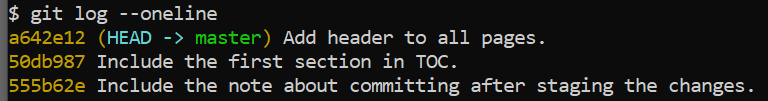 $ git log --oneline
a642e12 (HEAD -> master) Add header to all pages.
50db987 Include the first section in TOC.
555b62e Include the note about committing after staging the changes.